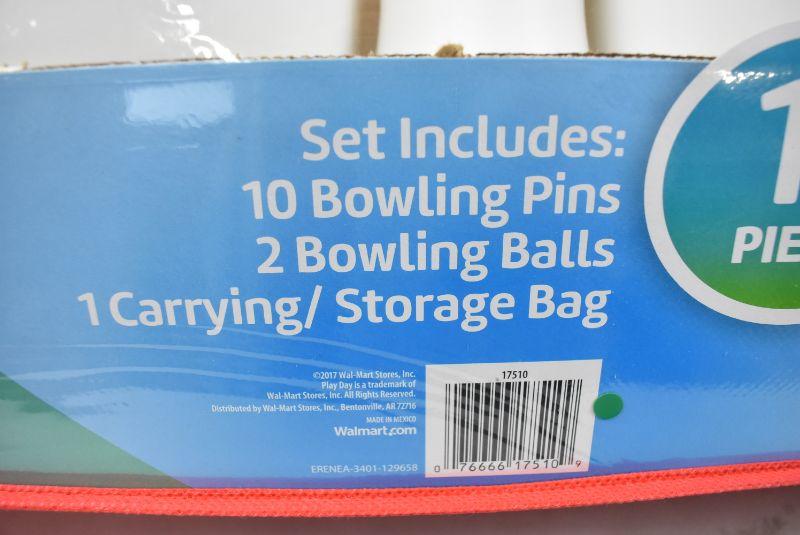 Set Includes:
10 Bowling Pins
2 Bowling Balls
1 Carrying/ Storage Bag
©2017 Wal-Mart Stores, Inc.
Play Day is a trademark of
Wal-Mart Stores, Inc. All Rights Reserved.
Distributed by Wal-Mart Stores, Inc., Bentonville, AR 72716
MADE IN MEXICO
Walmart.com
ERENEA-3401-129658
17510
0 76666 17510 9